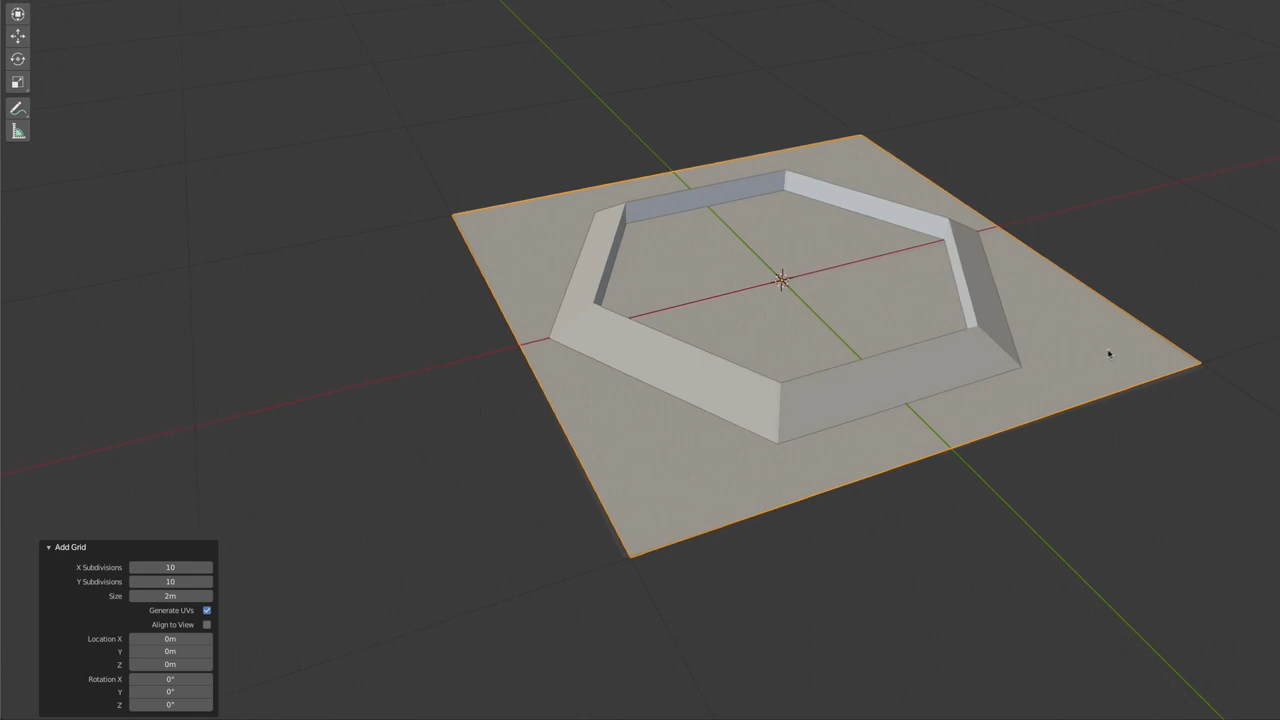 Add Grid
X Subdivisions 10
Y Subdivisions 10
Size 2m
Generate UVs
Align to View
Location X 0m
Y 0m
Z 0m
Rotation X 0°
Y 0°
Z 0°